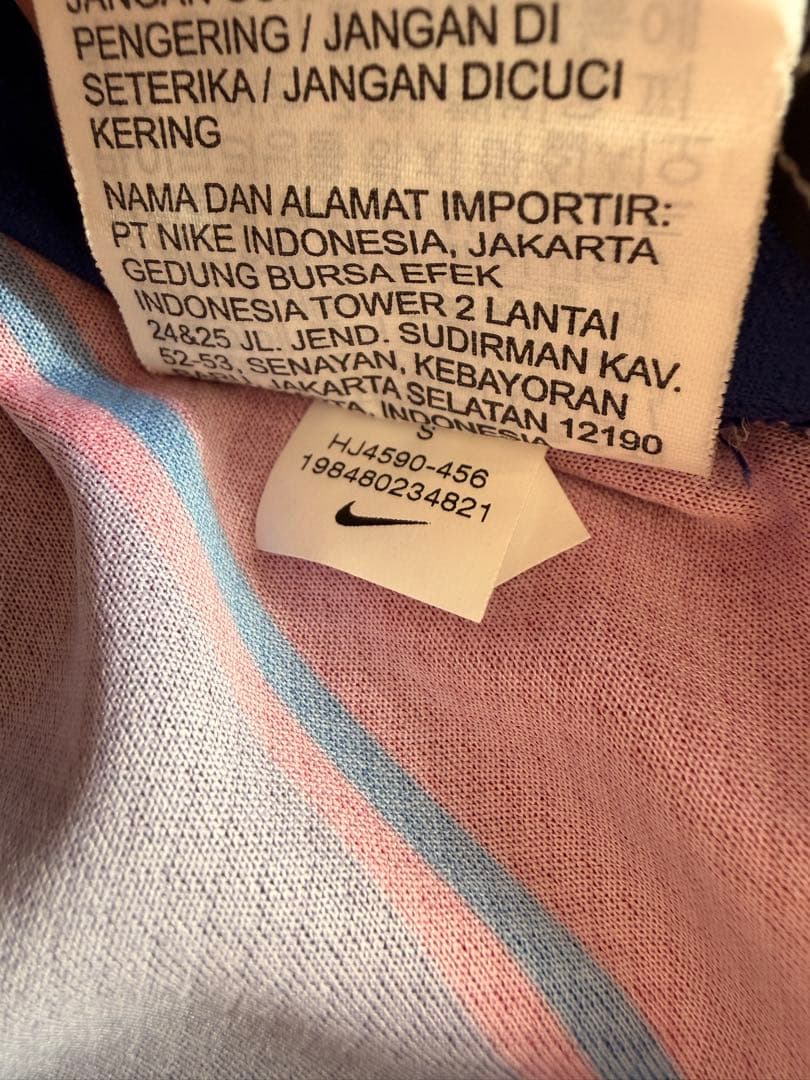 JANGAN
PENGERING / JANGAN DI
SETERIKA / JANGAN DICUCI
KERING
NAMA DAN ALAMAT IMPORTIR:
PT NIKE INDONESIA, JAKARTA
GEDUNG BURSA EFEK
INDONESIA TOWER 2 LANTAI
24&25 JL. JEND. SUDIRMAN KAV.
52-53, SENAYAN, KEBAYORAN
JAKARTA SELATAN 12190
INDONESIA
S
HJ4590-456
198480234821